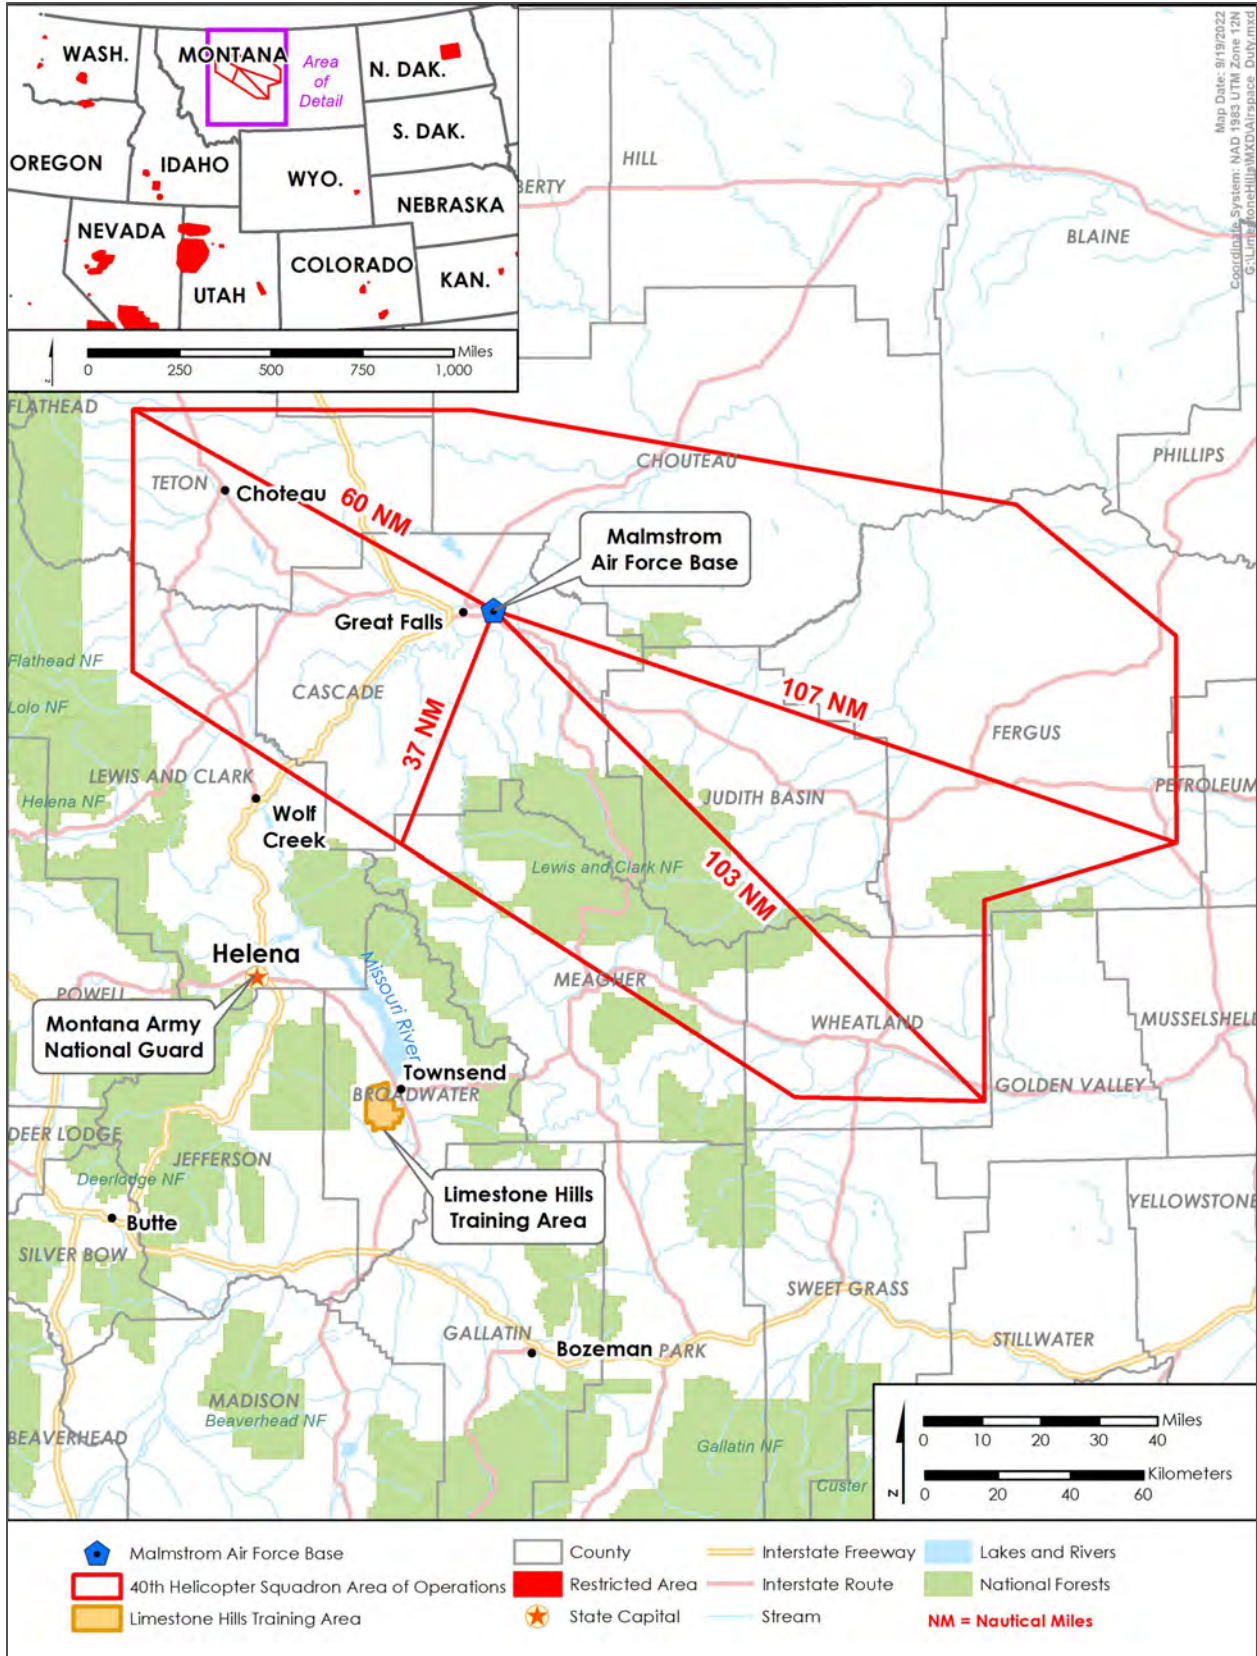 WASH.
MONTANA
N. DAK.
Area
of
Detail
S. DAK.
OREGON
IDAHO
WYO.
NEBRASKA
NEVADA
COLORADO
UTAH
KAN.
Miles
0 250 500 750 1,000
Map Date: 9/19/2022
Coordinate System: NAD 1983 UTM Zone 12N
HILL
BERTY
BLAINE
FLATHEAD
CHOUTEAU
PHILLIPS
TETON
Choteau
60 NM
Malmstrom
Air Force Base
Great Falls
Flathead NF
CASCADE
Lolo NF
37 NM
107 NM
FERGUS
LEWIS AND CLARK
PETROLEUM
Helena NF
JUDITH BASIN
Wolf
Creek
Lewis and Clark NF
103 NM
Helena
Missouri River
MEAGHER
POWELL
Montana Army
National Guard
WHEATLAND
MUSSELSHELL
Townsend
BROADWATER
GOLDEN VALLEY
DEER LODGE
JEFFERSON
Deerlodge NF
Limestone Hills
Training Area
YELLOWSTONE
Butte
SILVER BOW
SWEET GRASS
GALLATIN
Bozeman
PARK
STILLWATER
MADISON
Beaverhead NF
BEAVERHEAD
Gallatin NF
Custer
Miles
0 10 20 30 40
Kilometers
0 20 40 60
N
Malmstrom Air Force Base
40th Helicopter Squadron Area of Operations
Limestone Hills Training Area
County
Restricted Area
State Capital
Interstate Freeway
Interstate Route
Stream
Lakes and Rivers
National Forests
NM = Nautical Miles